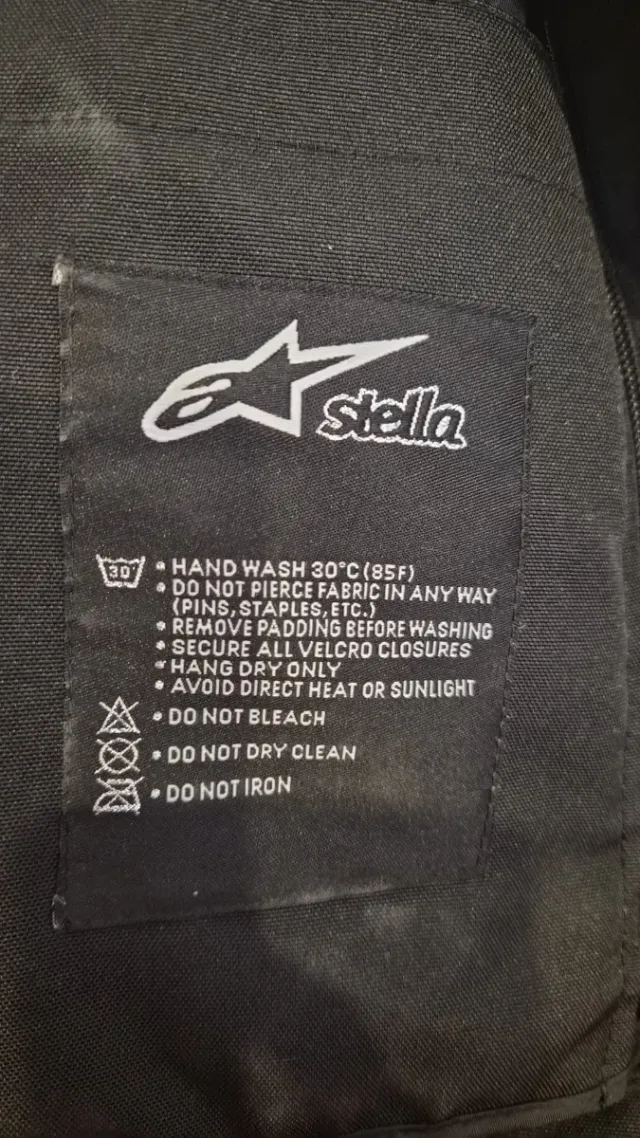 stella
30°
• HAND WASH 30°C (85F)
• DO NOT PIERCE FABRIC IN ANY WAY
(PINS, STAPLES, ETC.)
• REMOVE PADDING BEFORE WASHING
• SECURE ALL VELCRO CLOSURES
• HANG DRY ONLY
• AVOID DIRECT HEAT OR SUNLIGHT
• DO NOT BLEACH
• DO NOT DRY CLEAN
• DO NOT IRON